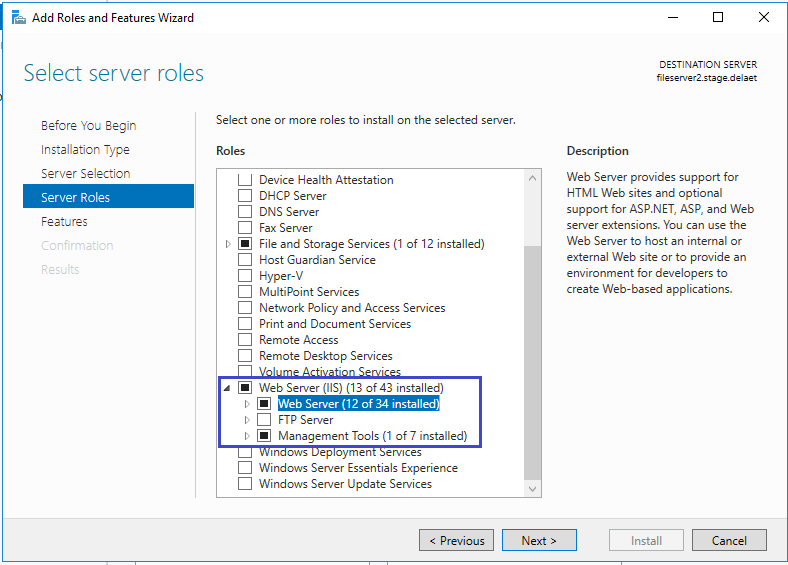 Add Roles and Features Wizard
Select server roles
DESTINATION SERVER
fileserver2.stage.delaet
Before You Begin
Installation Type
Server Selection
Server Roles
Features
Confirmation
Results
Select one or more roles to install on the selected server.
Roles
Device Health Attestation
DHCP Server
DNS Server
Fax Server
File and Storage Services (1 of 12 installed)
Host Guardian Service
Hyper-V
MultiPoint Services
Network Policy and Access Services
Print and Document Services
Remote Access
Remote Desktop Services
Volume Activation Services
Web Server (IIS) (13 of 43 installed)
Web Server (12 of 34 installed)
FTP Server
Management Tools (1 of 7 installed)
Windows Deployment Services
Windows Server Essentials Experience
Windows Server Update Services
Description
Web Server provides support for
HTML Web sites and optional
support for ASP.NET, ASP, and Web
server extensions. You can use the
Web Server to host an internal or
external Web site or to provide an
environment for developers to
create Web-based applications.
< Previous
Next >
Install
Cancel